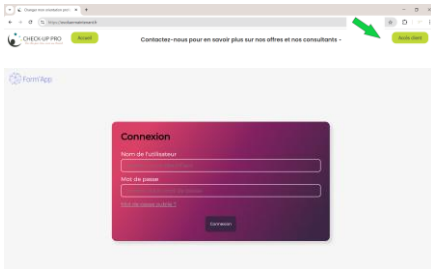 CHECK-UP PRO
Accueil
Contactez-nous pour en savoir plus sur nos offres et nos consultants -
Accès client
Form'App
Connexion
Nom de l'utilisateur
Mot de passe
Mot de passe oublié ?
Connexion